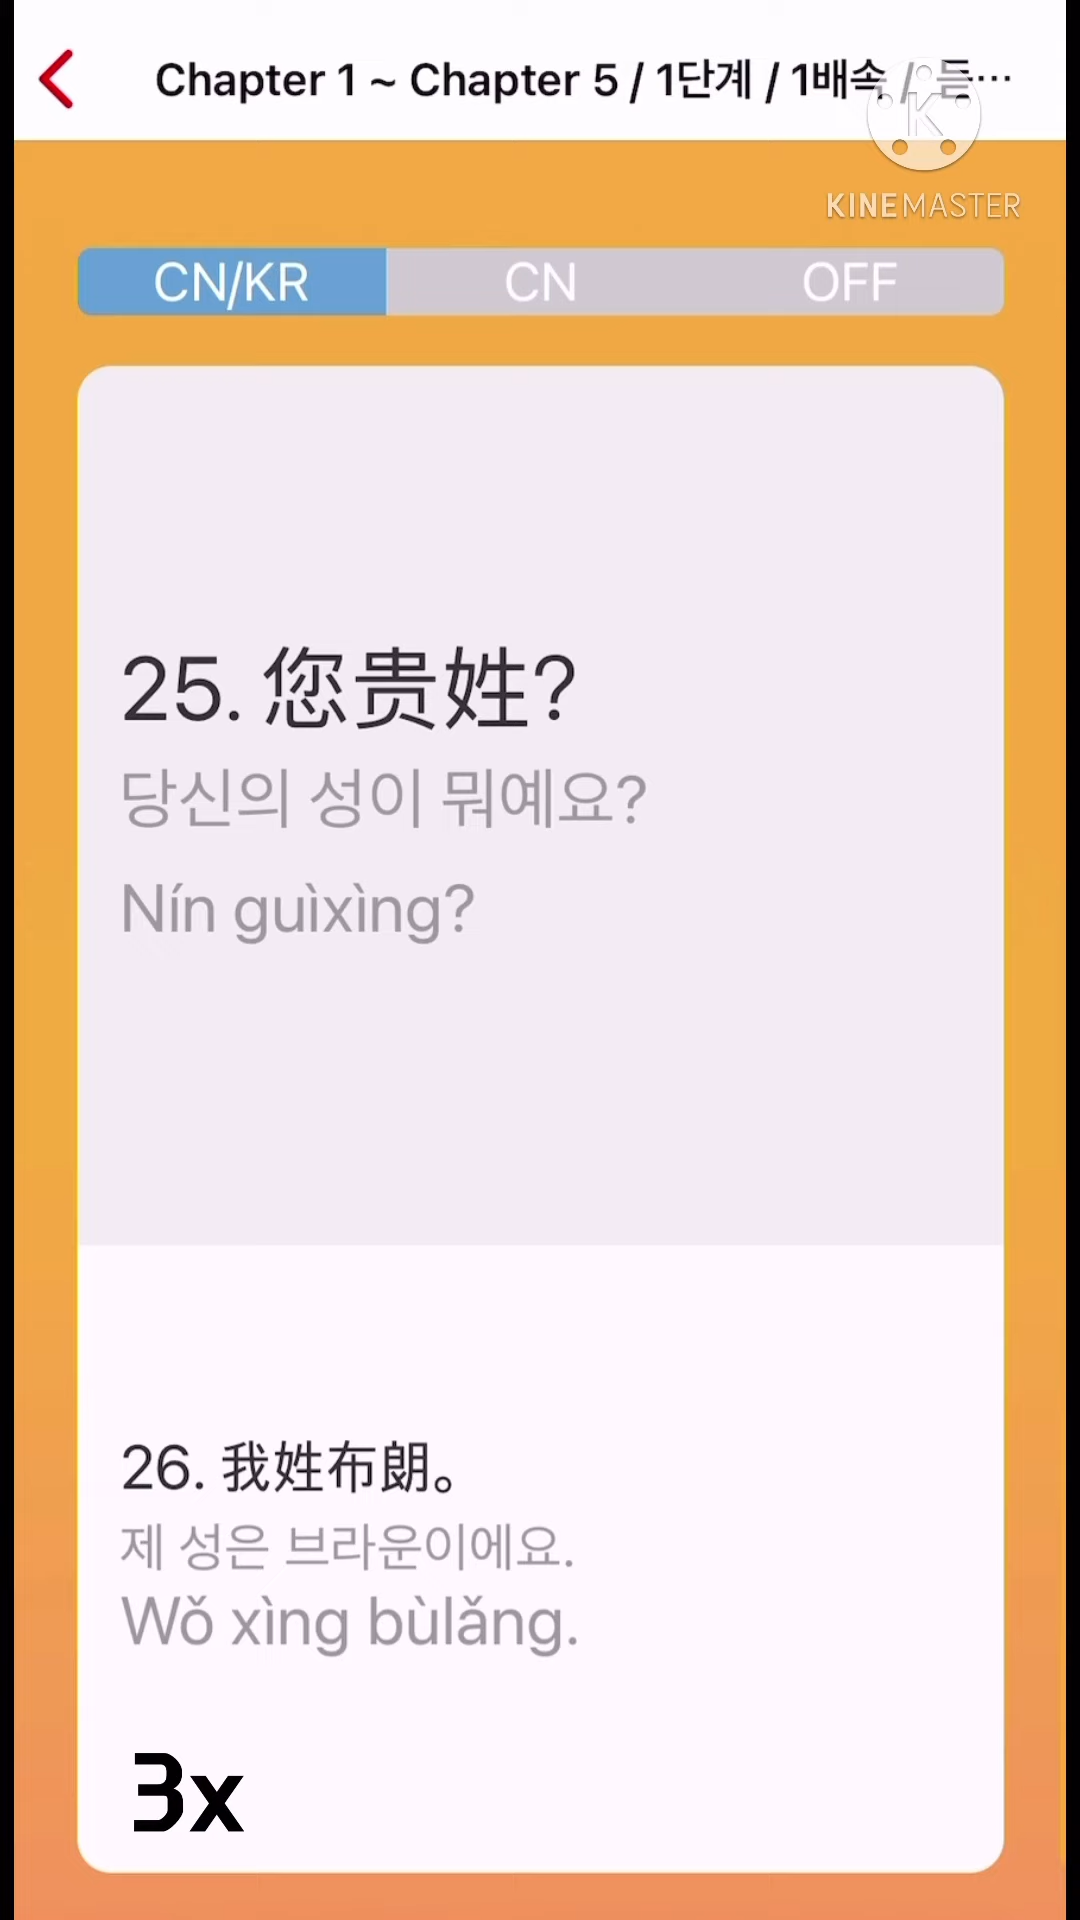 Chapter 1 ~ Chapter 5 / 1단계 / 1배속 / 듣…
KINEMASTER
CN/KR CN OFF
25. 您贵姓?
당신의 성이 뭐예요?
Nín guìxìng?
26. 我姓布朗。
제 성은 브라운이에요.
Wǒ xìng bùlǎng.
3x